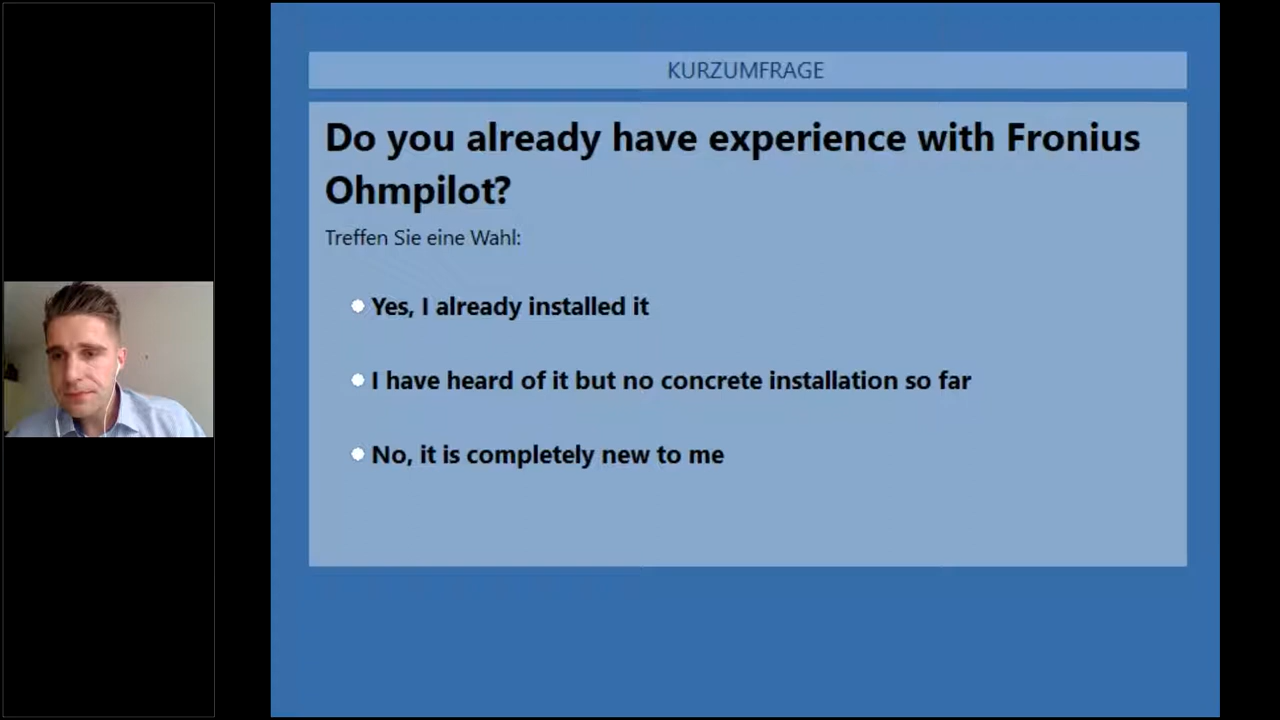 KURZUMFRAGE
Do you already have experience with Fronius
Ohmpilot?
Treffen Sie eine Wahl:
Yes, I already installed it
I have heard of it but no concrete installation so far
No, it is completely new to me